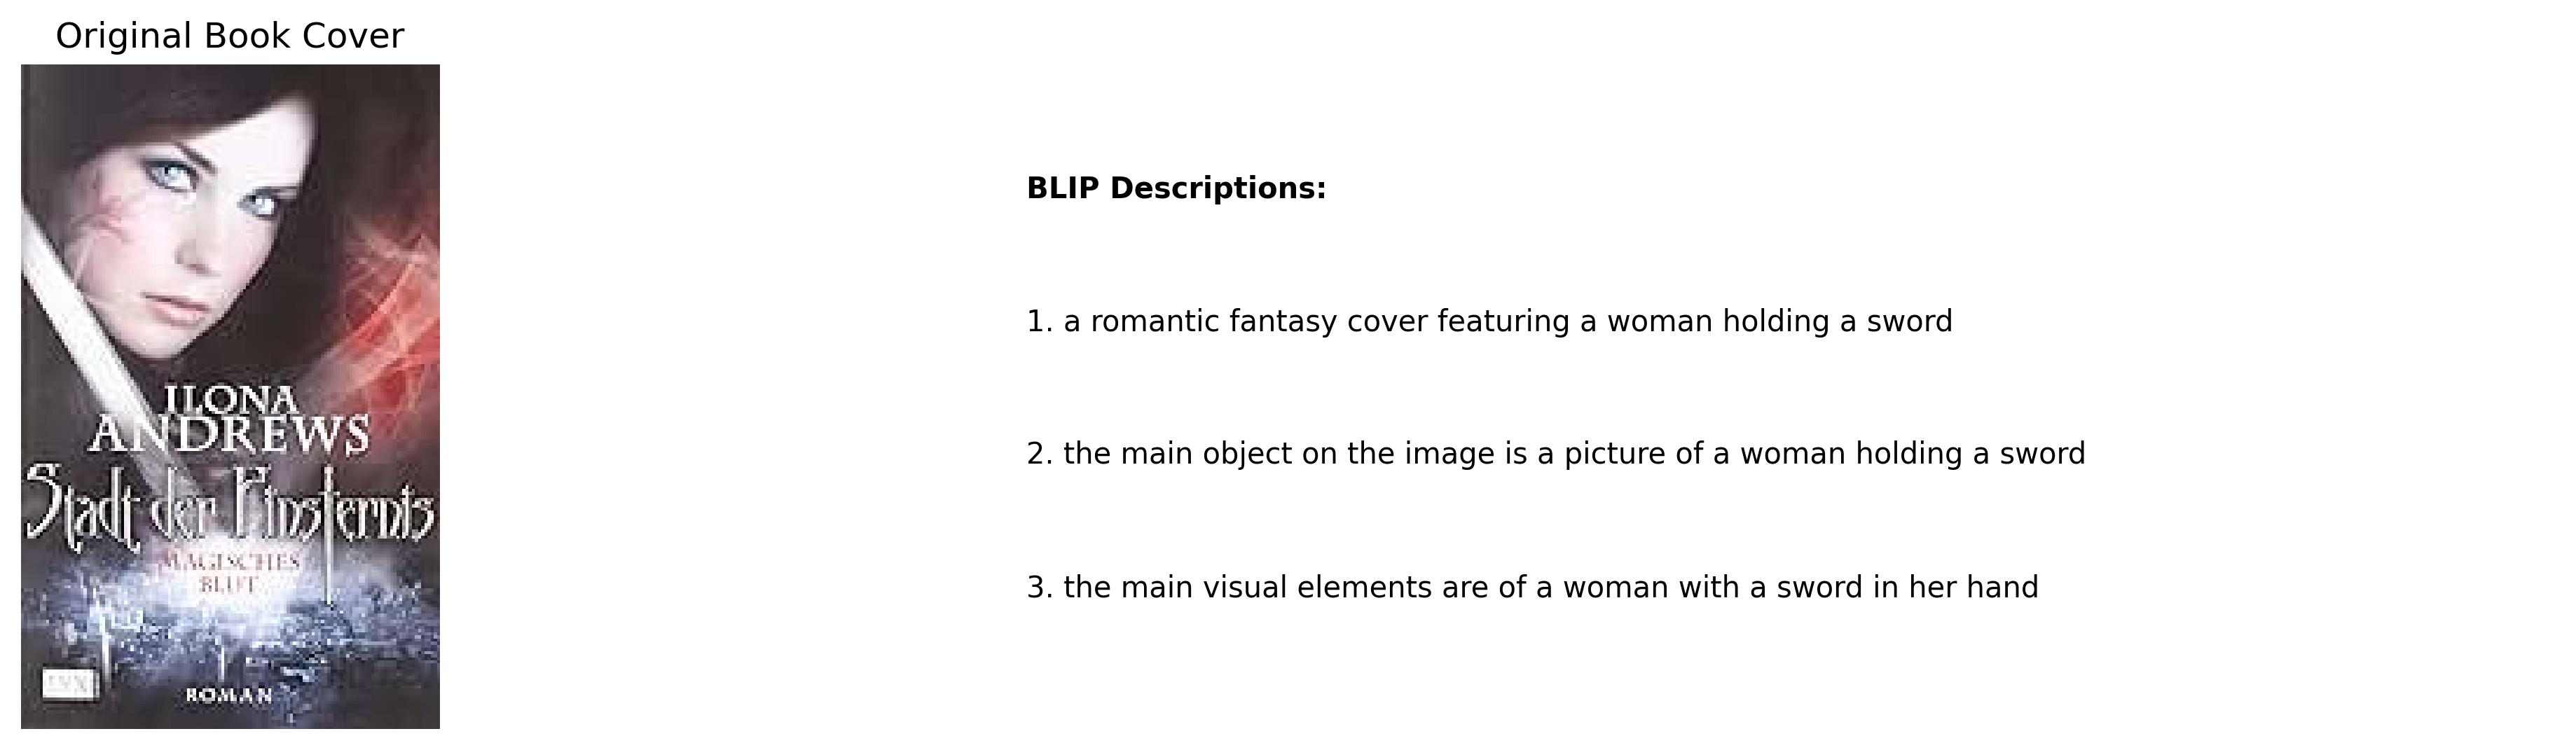 Original Book Cover
ILONA
ANDREWS
Stadt der Finsternis
MAGISCHES
BLUT
LYX
ROMAN
BLIP Descriptions:
1. a romantic fantasy cover featuring a woman holding a sword
2. the main object on the image is a picture of a woman holding a sword
3. the main visual elements are of a woman with a sword in her hand